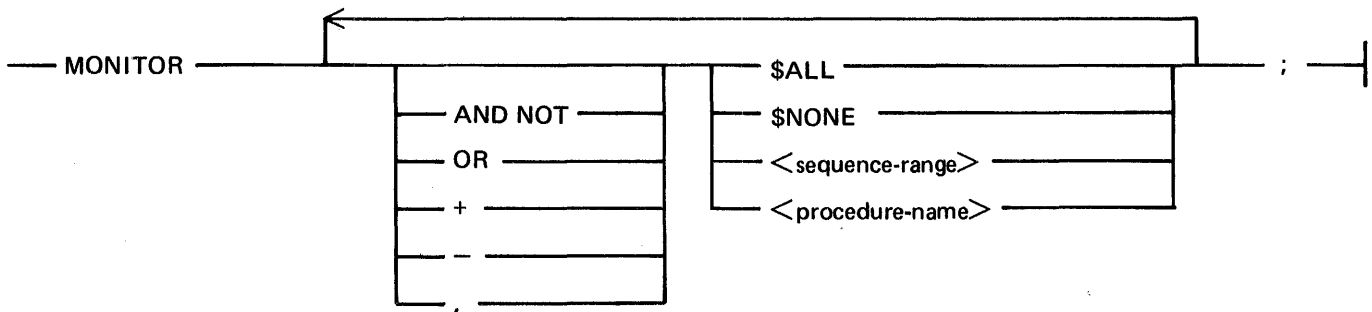 MONITOR
$ALL
;
AND NOT
$NONE
OR
<sequence-range>
+
<procedure-name>
−
,